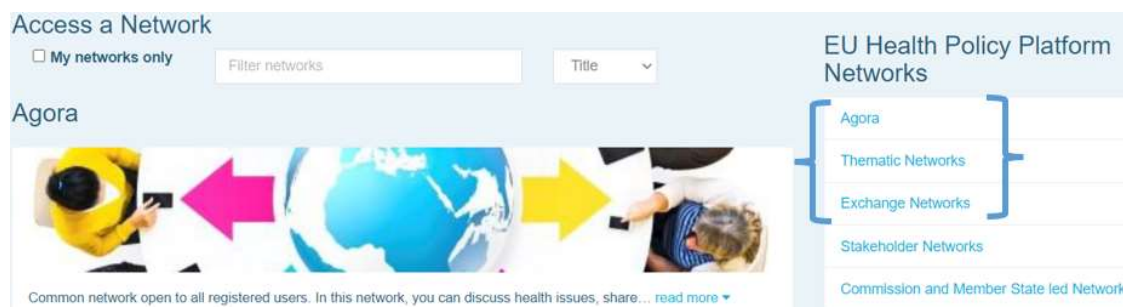 Access a Network
My networks only
Filter networks
Title
Agora
Common network open to all registered users. In this network, you can discuss health issues, share... read more
EU Health Policy Platform
Networks
Agora
Thematic Networks
Exchange Networks
Stakeholder Networks
Commission and Member State led Network